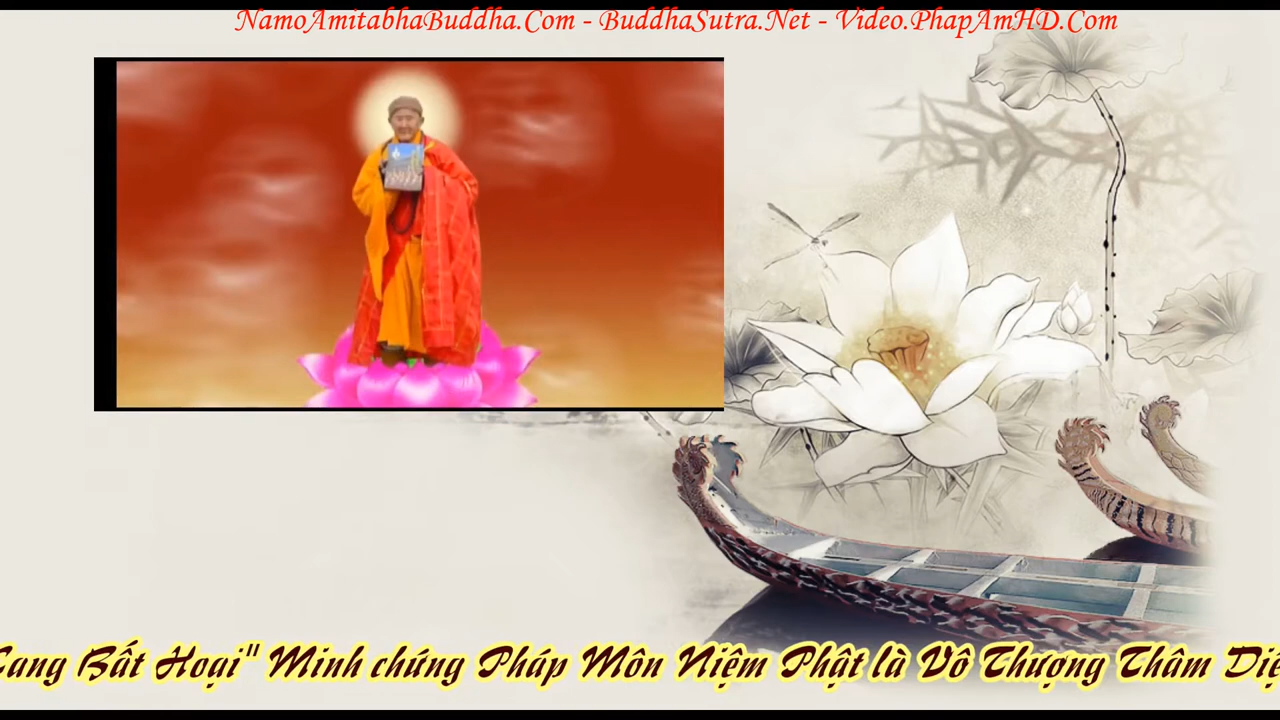 NamoAmitabhaBuddha.Com - BuddhaSutra.Net - Video.PhapAmHD.Com
Cang Bất Hoại" Minh chứng Pháp Môn Niệm Phật là Vô Thượng Thâm